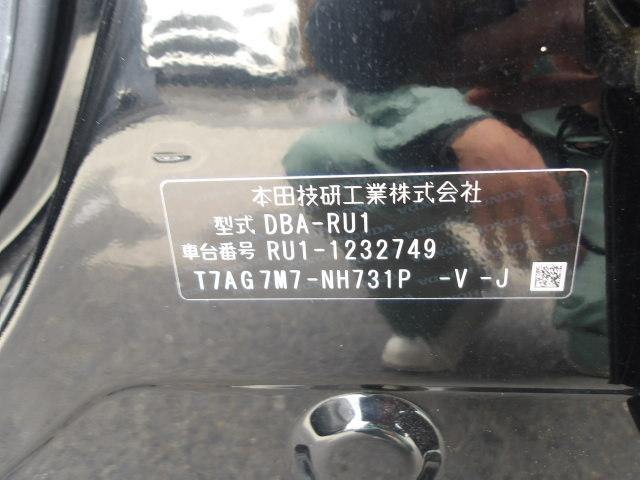 本田技研工業株式会社
型式 DBA-RU1
車台番号 RU1-1232749
T7AG7M7-NH731P -V -J